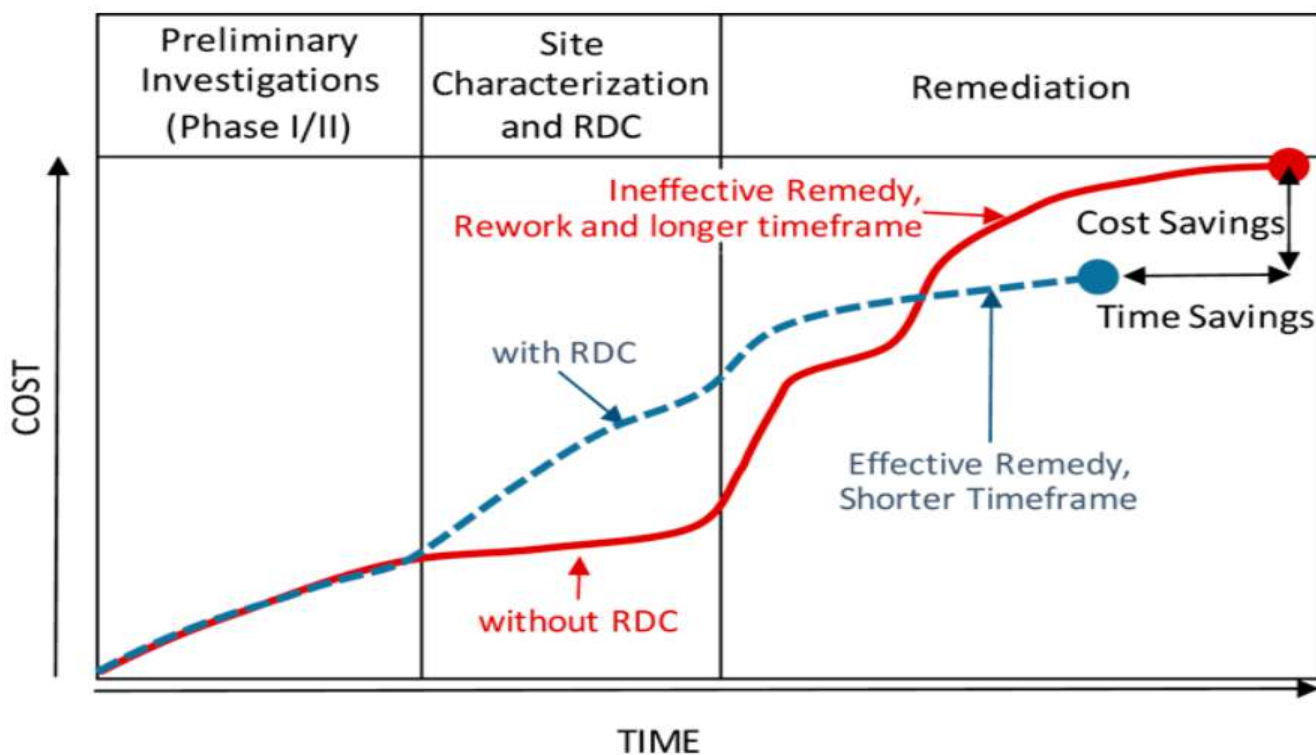 Preliminary
Investigations
(Phase I/II)
Site
Characterization
and RDC
Remediation
Ineffective Remedy,
Rework and longer timeframe
Cost Savings
Time Savings
with RDC
Effective Remedy,
Shorter Timeframe
without RDC
COST
TIME